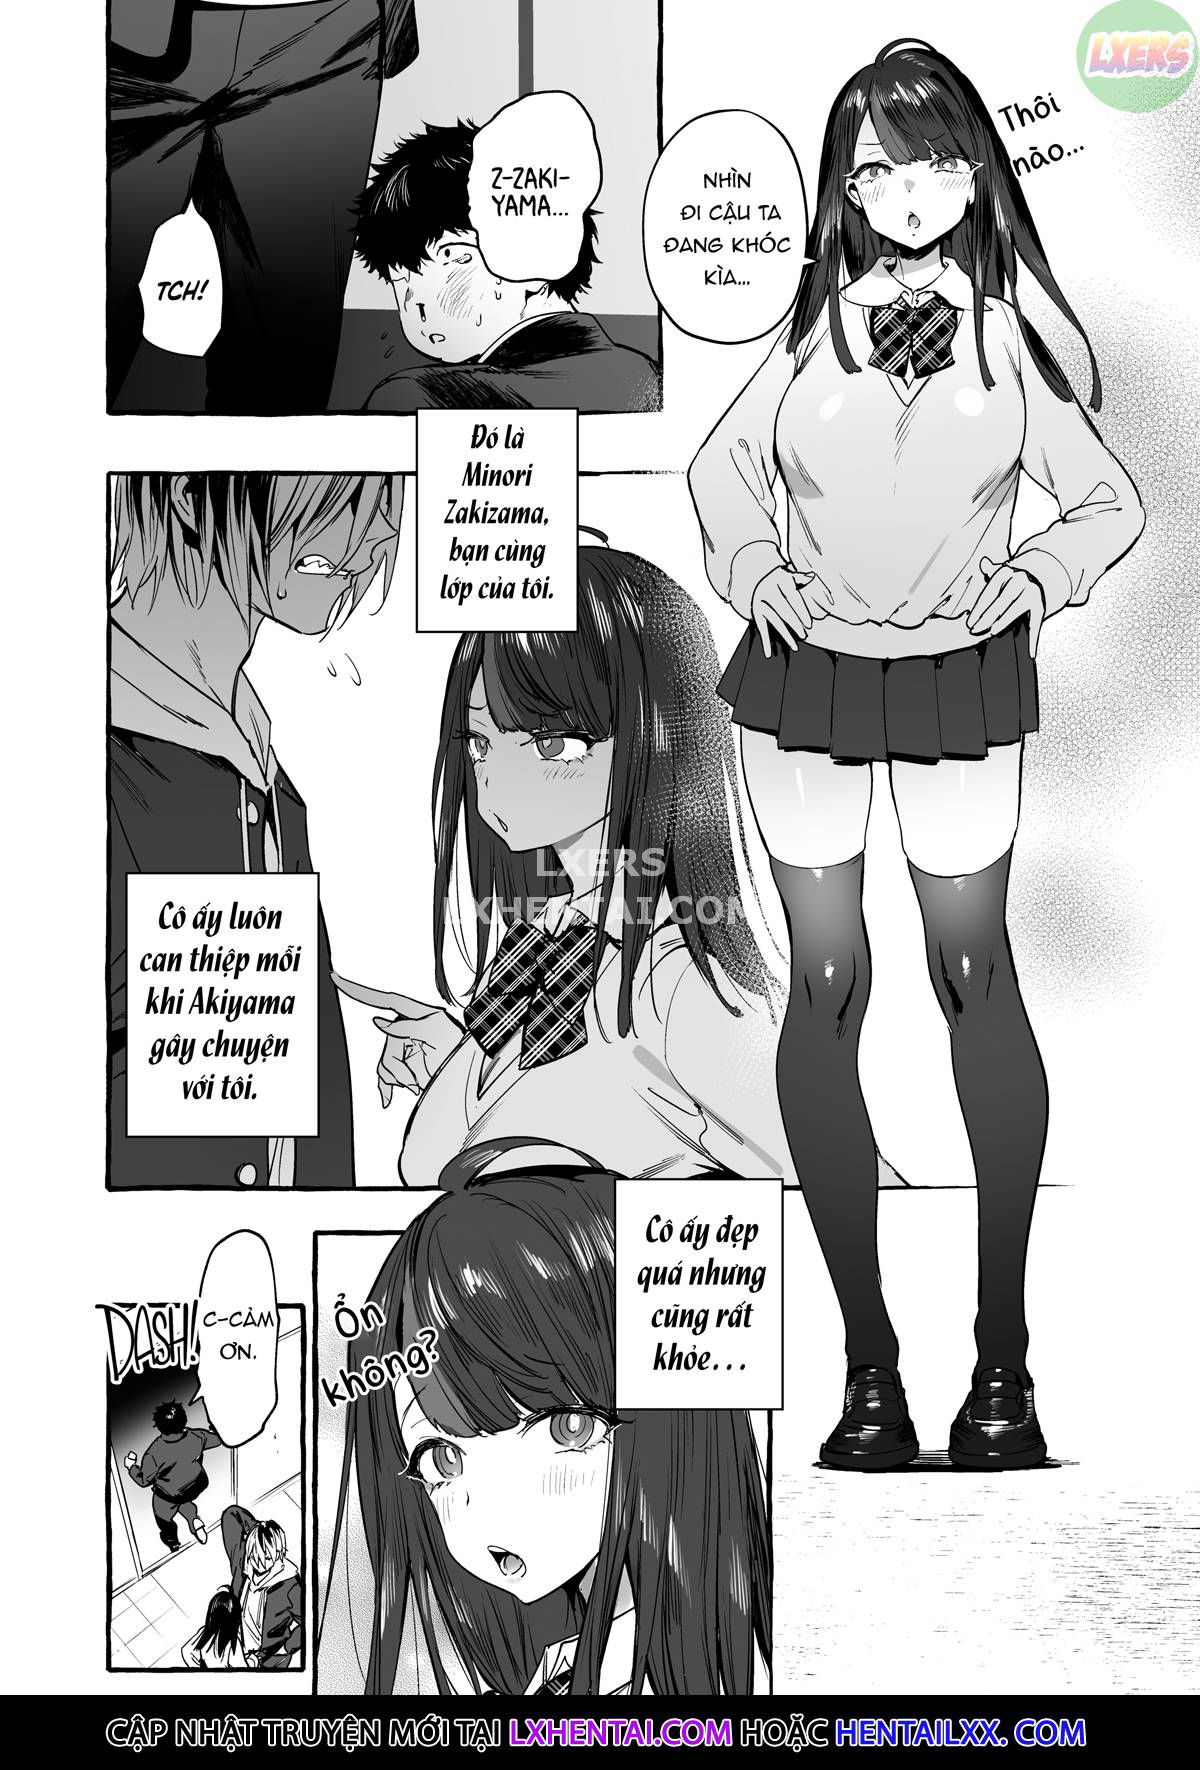 LXERS
Thôi
nào...
NHÌN
ĐI CẬU TA
ĐANG KHÓC
KÌA...
Z-ZAKI-
YAMA...
TCH!
Đó là
Minori
Zakizama,
bạn cùng
lớp của tôi.
LXERS
LXHENTAI.COM
Cô ấy luôn
can thiệp mỗi
khi Akiyama
gây chuyện
với tôi.
Cô ấy đẹp
quá nhưng
cũng rất
khỏe...
Ổn
không?
C-CẢM
ƠN.
DASH!
CẬP NHẬT TRUYỆN MỚI TẠI LXHENTAI.COM HOẶC HENTAILXX. COM